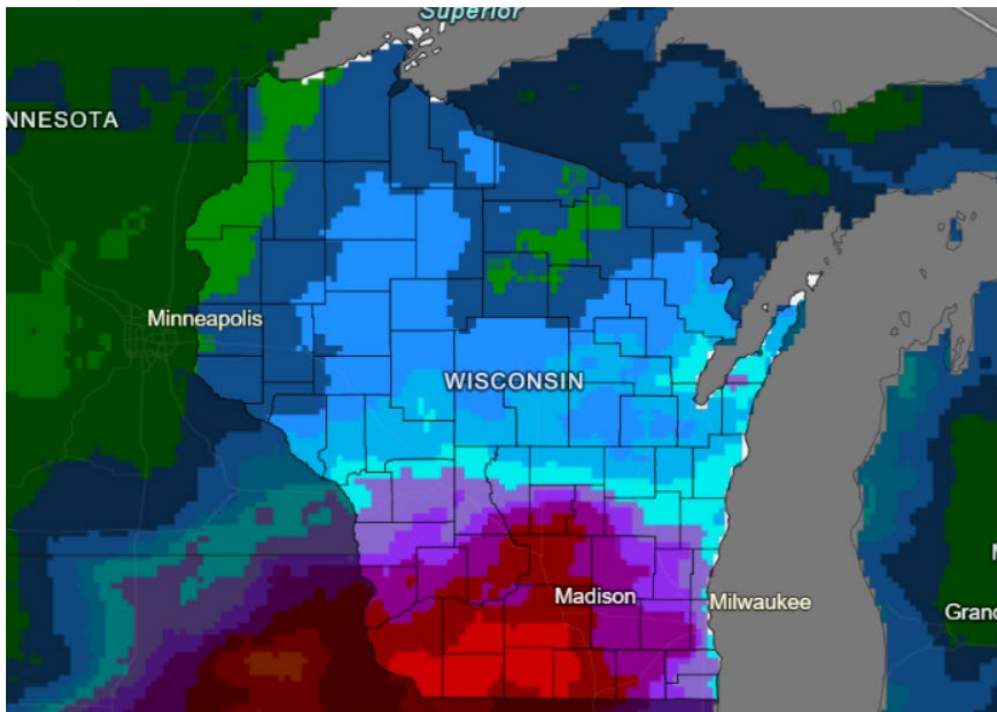 Superior
NNESOTA
Minneapolis
WISCONSIN
Madison
Milwaukee
Grand